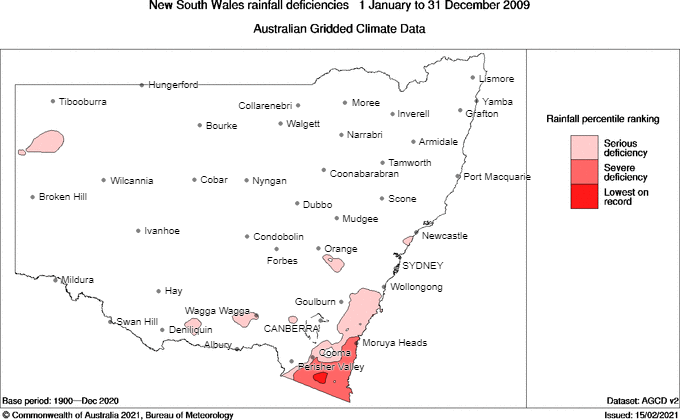 New South Wales rainfall deficiencies   1 January to 31 December 2009
Australian Gridded Climate Data
Lismore
Hungerford
Tibooburra
Collarenebri
Moree
Yamba
Inverell
Grafton
Bourke
Walgett
Narrabri
Armidale
Tamworth
Coonabarabran
Port Macquarie
Wilcannia
Cobar
Nyngan
Broken Hill
Dubbo
Scone
Mudgee
Ivanhoe
Condobolin
Newcastle
Forbes
Orange
SYDNEY
Mildura
Hay
Wollongong
Goulburn
Wagga Wagga
Swan Hill
Deniliquin
CANBERRA
Albury
Moruya Heads
Cooma
Perisher Valley
Rainfall percentile ranking
Serious
deficiency
Severe
deficiency
Lowest on
record
Base period: 1900—Dec 2020
Dataset: AGCD v2
© Commonwealth of Australia 2021, Bureau of Meteorology
Issued: 15/02/2021